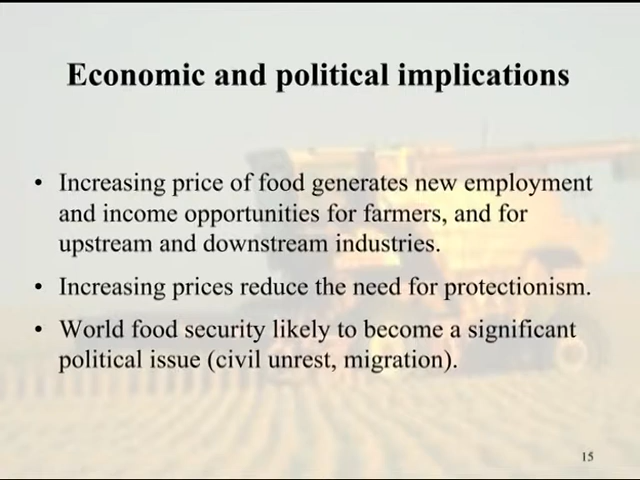 Economic and political implications
• Increasing price of food generates new employment
and income opportunities for farmers, and for
upstream and downstream industries.
• Increasing prices reduce the need for protectionism.
• World food security likely to become a significant
political issue (civil unrest, migration).
15